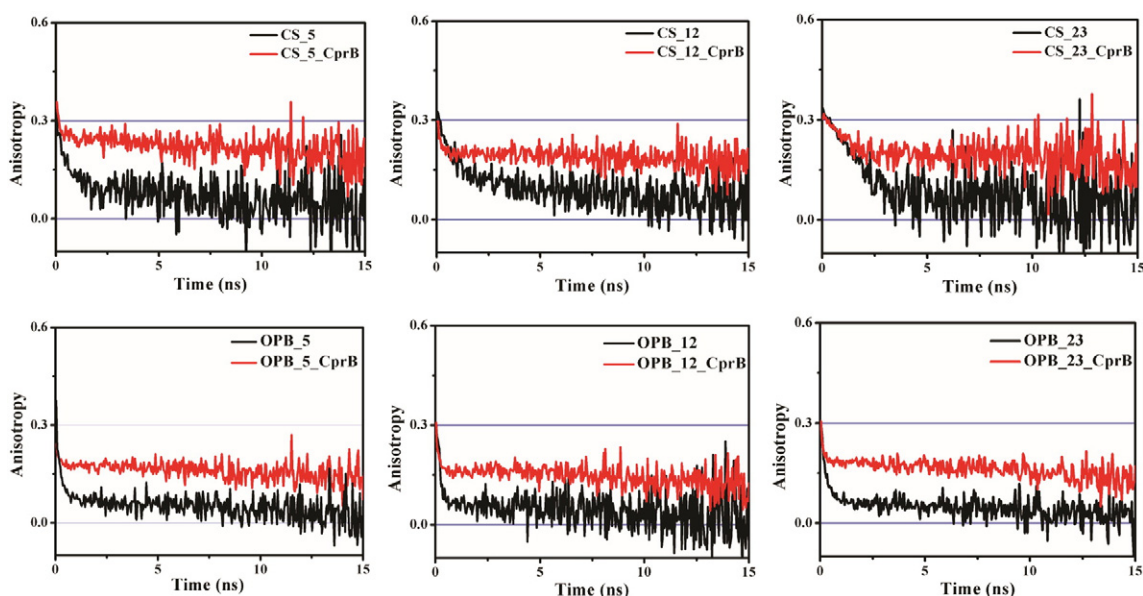 0.6
CS_5
CS_5_CprB
0.3
Anisotropy
0.0
0
5
10
15
Time (ns)
0.6
CS_12
CS_12_CprB
0.3
Anisotropy
0.0
0
5
10
15
Time (ns)
0.6
CS_23
CS_23_CprB
0.3
Anisotropy
0.0
0
5
10
15
Time (ns)
0.6
OPB_5
OPB_5_CprB
0.3
Anisotropy
0.0
0
5
10
15
Time (ns)
0.6
OPB_12
OPB_12_CprB
0.3
Anisotropy
0.0
0
5
10
15
Time (ns)
0.6
OPB_23
OPB_23_CprB
0.3
Anisotropy
0.0
0
5
10
15
Time (ns)